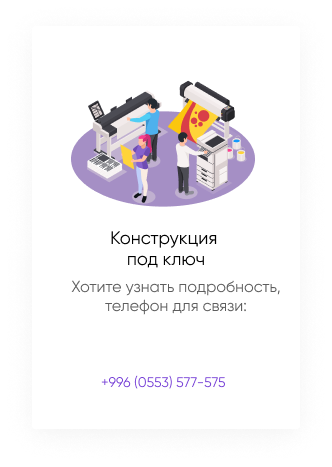 Конструкция
под ключ
Хотите узнать подробность,
телефон для связи:
+996 (0553) 577-575